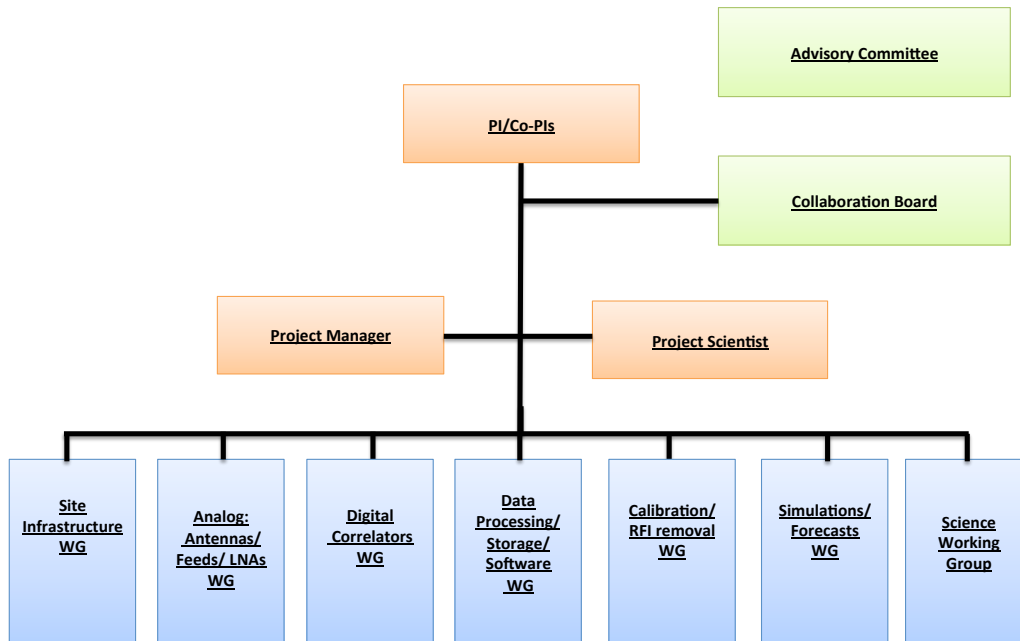 Advisory Committee
PI/Co-PIs
Collaboration Board
Project Manager
Project Scientist
Site
Infrastructure
WG
Analog:
Antennas/
Feeds/ LNAs
WG
Digital
Correlators
WG
Data
Processing/
Storage/
Software
WG
Calibration/
RFI removal
WG
Simulations/
Forecasts
WG
Science
Working
Group